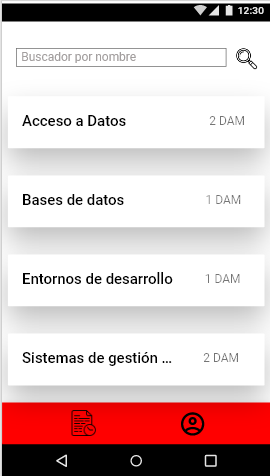 12:30
Buscador por nombre
Acceso a Datos 2 DAM
Bases de datos 1 DAM
Entornos de desarrollo 1 DAM
Sistemas de gestión ... 2 DAM